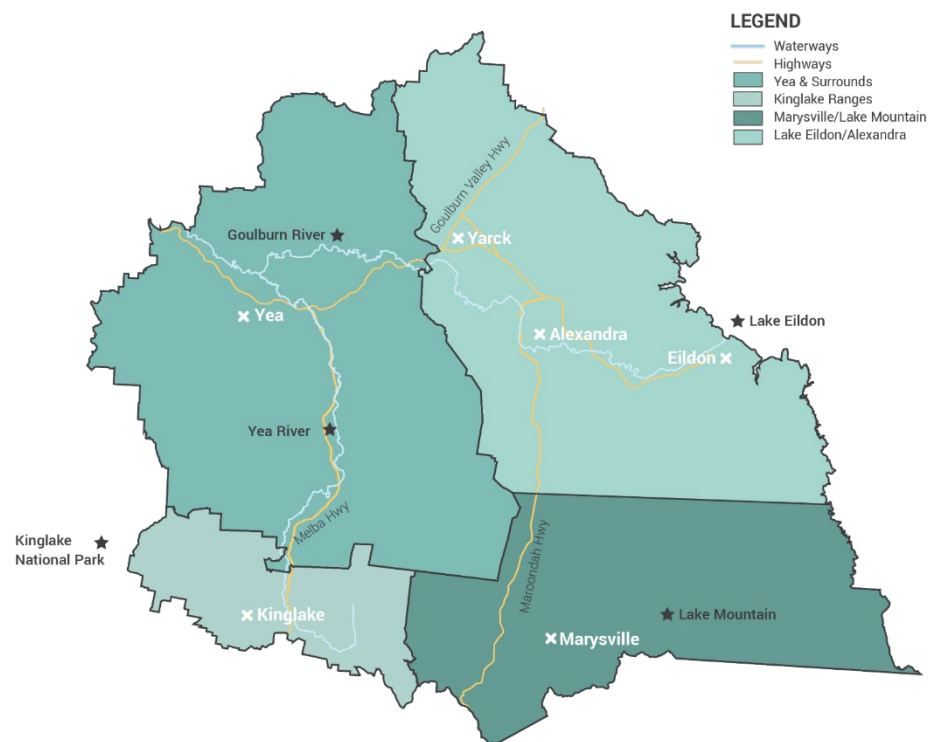 LEGEND
Waterways
Highways
Yea & Surrounds
Kinglake Ranges
Marysville/Lake Mountain
Lake Eildon/Alexandra
Goulburn Valley Hwy
Goulburn River
Yarck
Yea
Lake Eildon
Alexandra
Eildon
Yea River
Melba Hwy
Kinglake
National Park
Maroondah Hwy
Kinglake
Lake Mountain
Marysville